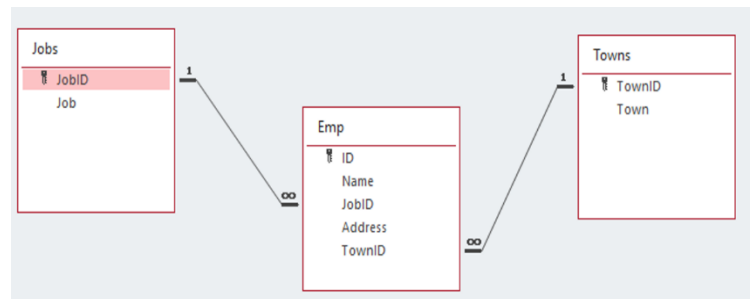 Jobs
JobID
Job
1
∞
Emp
ID
Name
JobID
Address
TownID
∞
1
Towns
TownID
Town